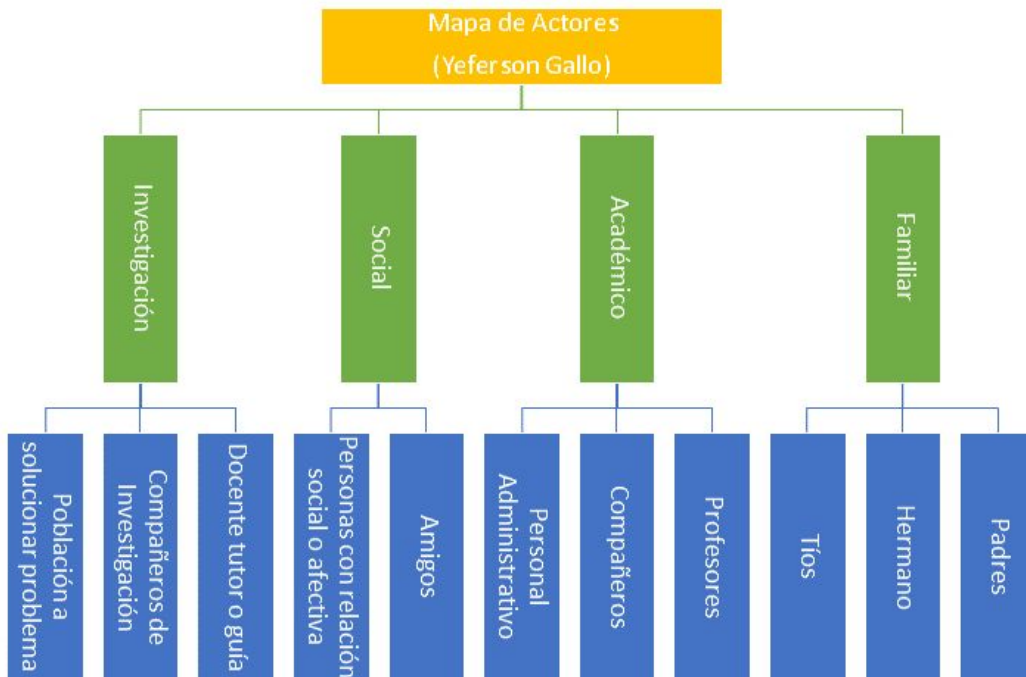 Mapa de Actores
(Yeferson Gallo)
Investigación
Social
Académico
Familiar
Población a
solucionar problema
Compañeros de
Investigación
Docente tutor o guía
Personas con relación
social o afectiva
Amigos
Personal
Administrativo
Compañeros
Profesores
Tíos
Hermano
Padres